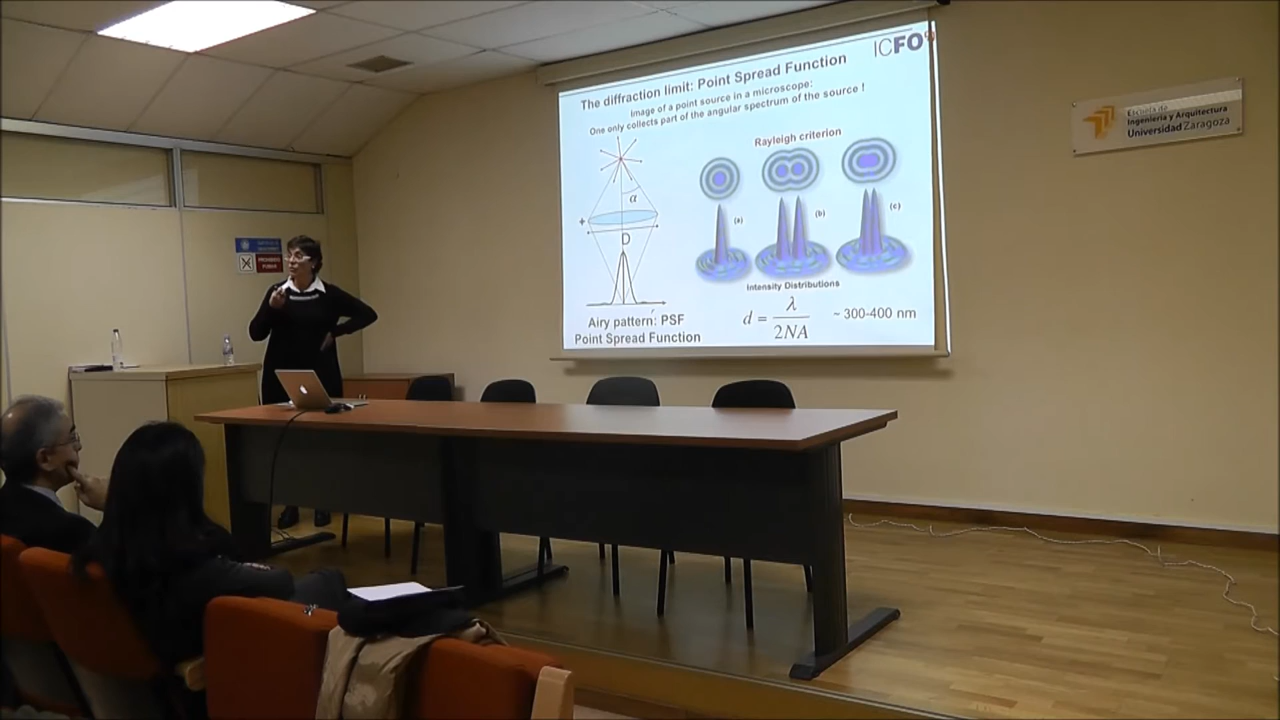 ICFO
The diffraction limit: Point Spread Function
Image of a point source in a microscope:
One only collects part of the angular spectrum of the source !
Rayleigh criterion
α
D
(a)
(b)
(c)
Intensity Distributions
Airy pattern: PSF
Point Spread Function
d = λ / 2NA
~ 300-400 nm
Escuela de
Ingeniería y Arquitectura
Universidad Zaragoza